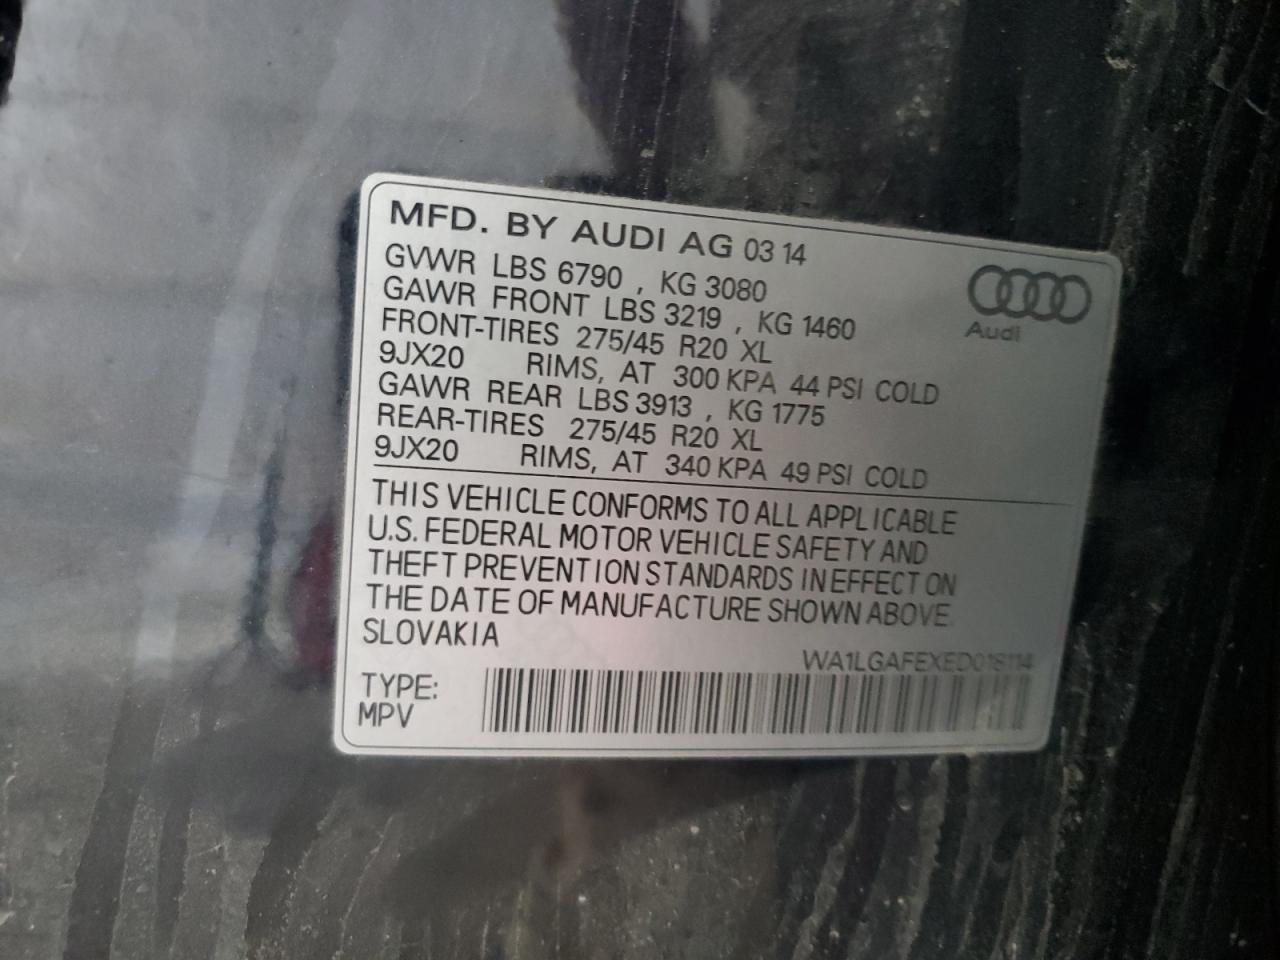 MFD. BY AUDI AG 03 14
GVWR LBS 6790 , KG 3080
GAWR FRONT LBS 3219 , KG 1460
FRONT-TIRES 275/45 R20 XL
9JX20 RIMS, AT 300 KPA 44 PSI COLD
GAWR REAR LBS 3913 , KG 1775
REAR-TIRES 275/45 R20 XL
9JX20 RIMS, AT 340 KPA 49 PSI COLD
Audi
THIS VEHICLE CONFORMS TO ALL APPLICABLE
U.S. FEDERAL MOTOR VEHICLE SAFETY AND
THEFT PREVENTION STANDARDS IN EFFECT ON
THE DATE OF MANUFACTURE SHOWN ABOVE.
SLOVAKIA
WA1LGAFEXED018114
TYPE:
MPV